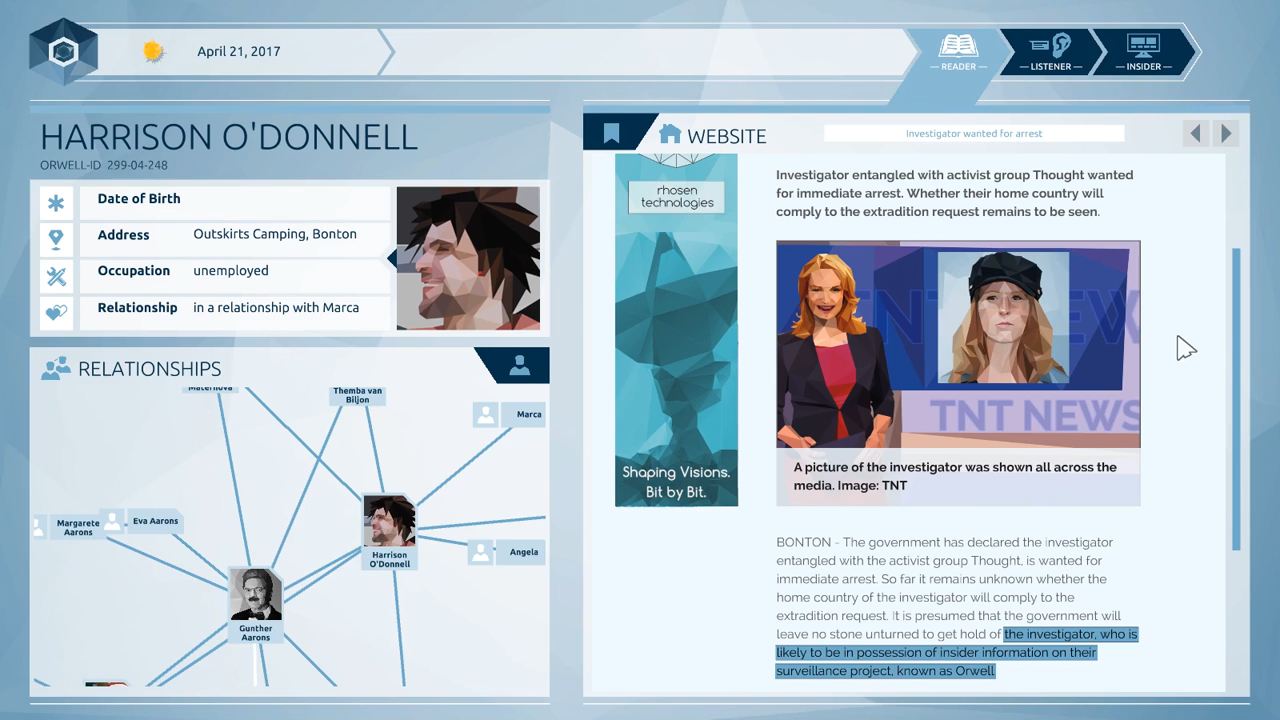 April 21, 2017
READER
LISTENER
INSIDER
HARRISON O'DONNELL
ORWELL-ID 299-04-248
Date of Birth
Address Outskirts Camping, Bonton
Occupation unemployed
Relationship in a relationship with Marca
RELATIONSHIPS
Maternova
Themba van
Biljon
Marca
Margarete
Aarons
Eva Aarons
Harrison
O'Donnell
Angela
Gunther
Aarons
WEBSITE
Investigator wanted for arrest
rhosen
technologies
Shaping Visions.
Bit by Bit.
Investigator entangled with activist group Thought wanted
for immediate arrest. Whether their home country will
comply to the extradition request remains to be seen.
TNT NEWS
A picture of the investigator was shown all across the
media. Image: TNT
BONTON - The government has declared the investigator
entangled with the activist group Thought, is wanted for
immediate arrest. So far it remains unknown whether the
home country of the investigator will comply to the
extradition request. It is presumed that the government will
leave no stone unturned to get hold of the investigator, who is
likely to be in possession of insider information on their
surveillance project, known as Orwell